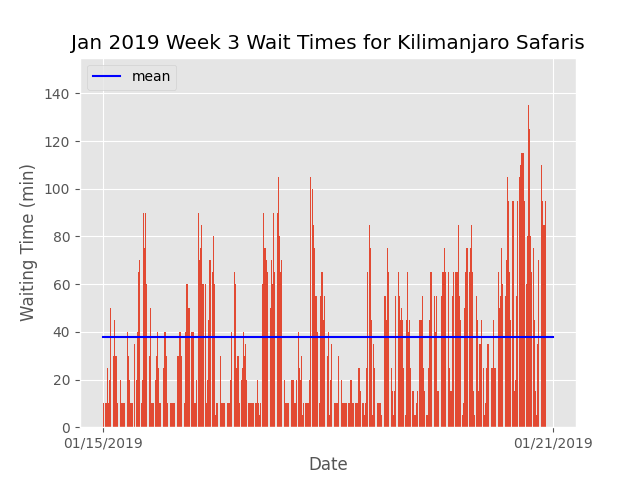 Jan 2019 Week 3 Wait Times for Kilimanjaro Safaris
mean
140
120
100
80
60
40
20
0
Waiting Time (min)
01/15/2019
01/21/2019
Date